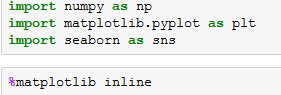 import numpy as np
import matplotlib.pyplot as plt
import seaborn as sns
%matplotlib inline